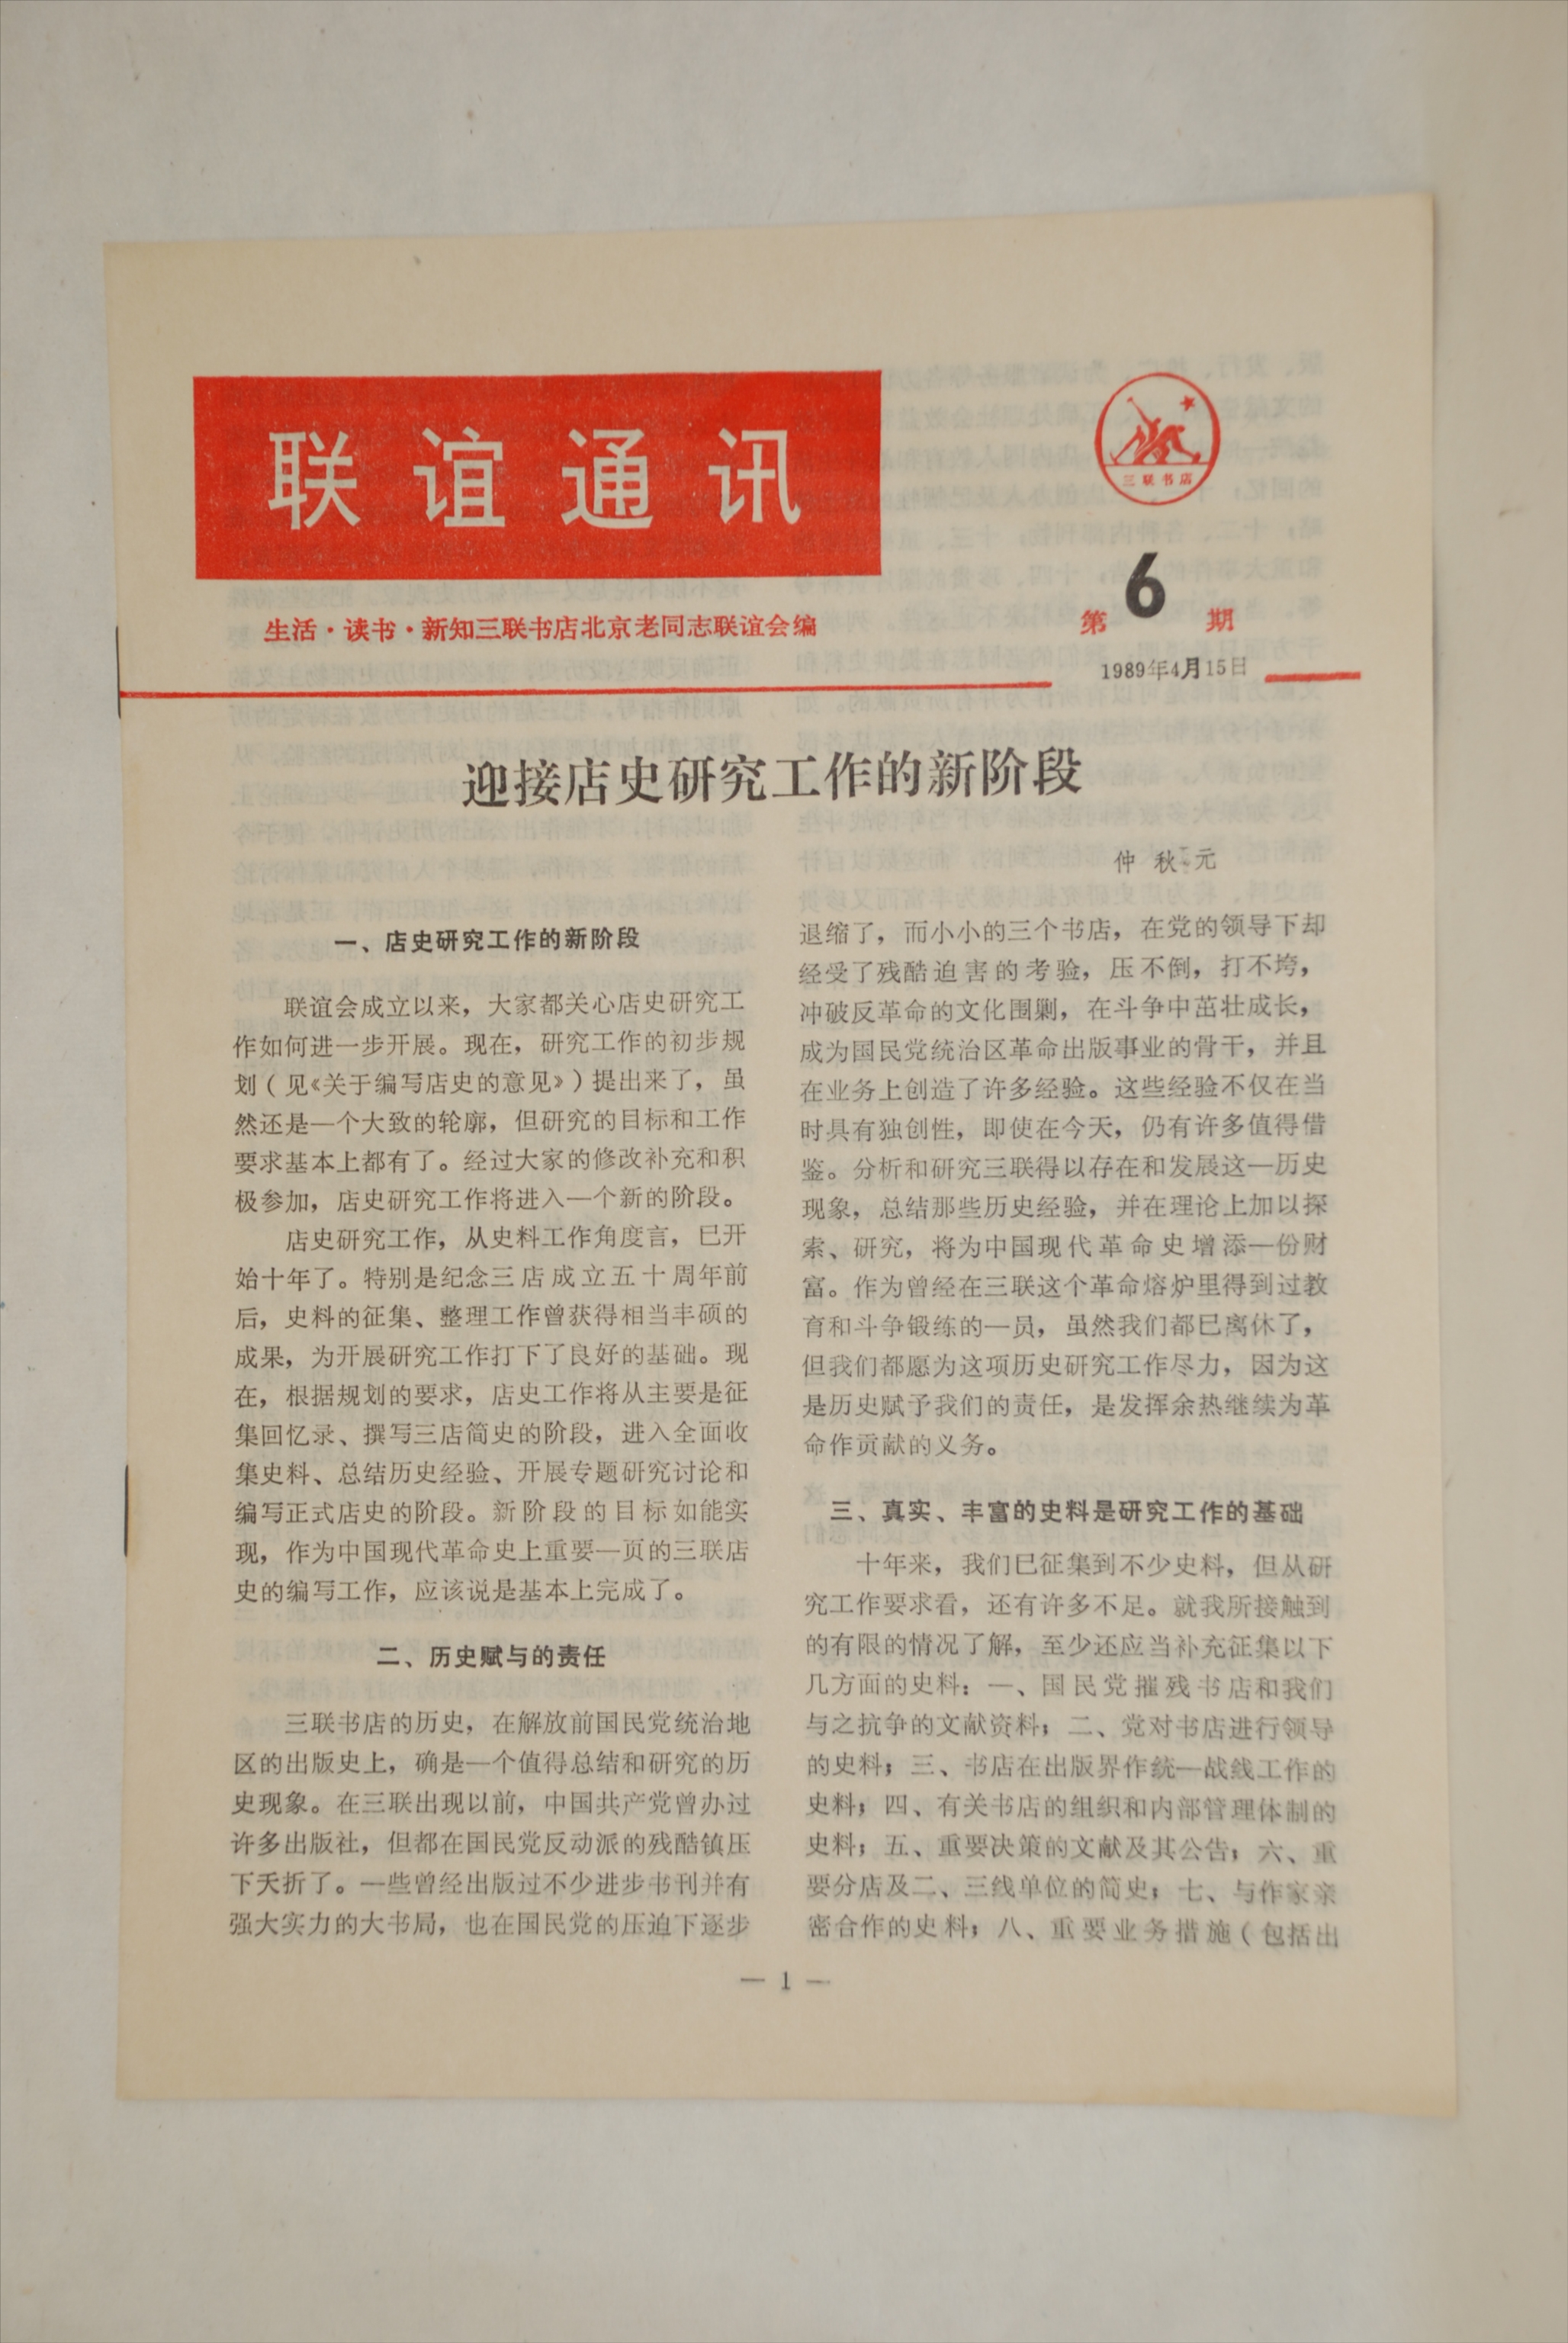 联谊通讯
三联书店
生活·读书·新知三联书店北京老同志联谊会编
第6期
1989年4月15日
迎接店史研究工作的新阶段
仲秋元
一、店史研究工作的新阶段
联谊会成立以来，大家都关心店史研究工
作如何进一步开展。现在，研究工作的初步规
划（见《关于编写店史的意见》）提出来了，虽
然还是一个大致的轮廓，但研究的目标和工作
要求基本上都有了。经过大家的修改补充和积
极参加，店史研究工作将进入一个新的阶段。
店史研究工作，从史料工作角度言，已开
始十年了。特别是纪念三店成立五十周年前
后，史料的征集、整理工作曾获得相当丰硕的
成果，为开展研究工作打下了良好的基础。现
在，根据规划的要求，店史工作将从主要是征
集回忆录、撰写三店简史的阶段，进入全面收
集史料、总结历史经验、开展专题研究讨论和
编写正式店史的阶段。新阶段的目标如能实
现，作为中国现代革命史上重要一页的三联店
史的编写工作，应该说是基本上完成了。
二、历史赋与的责任
三联书店的历史，在解放前国民党统治地
区的出版史上，确是一个值得总结和研究的历
史现象。在三联出现以前，中国共产党曾办过
许多出版社，但都在国民党反动派的残酷镇压
下夭折了。一些曾经出版过不少进步书刊并有
强大实力的大书局，也在国民党的压迫下逐步
退缩了，而小小的三个书店，在党的领导下却
经受了残酷迫害的考验，压不倒，打不垮，
冲破反革命的文化围剿，在斗争中茁壮成长，
成为国民党统治区革命出版事业的骨干，并且
在业务上创造了许多经验。这些经验不仅在当
时具有独创性，即使在今天，仍有许多值得借
鉴。分析和研究三联得以存在和发展这一历史
现象，总结那些历史经验，并在理论上加以探
索、研究，将为中国现代革命史增添一份财
富。作为曾经在三联这个革命熔炉里得到过教
育和斗争锻练的一员，虽然我们都已离休了，
但我们都愿为这项历史研究工作尽力，因为这
是历史赋予我们的责任，是发挥余热继续为革
命作贡献的义务。
三、真实、丰富的史料是研究工作的基础
十年来，我们已征集到不少史料，但从研
究工作要求看，还有许多不足。就我所接触到
的有限的情况了解，至少还应当补充征集以下
几方面的史料：一、国民党摧残书店和我们
与之抗争的文献资料；二、党对书店进行领导
的史料；三、书店在出版界作统一战线工作的
史料；四、有关书店的组织和内部管理体制的
史料；五、重要决策的文献及其公告；六、重
要分店及二、三线单位的简史；七、与作家亲
密合作的史料；八、重要业务措施（包括出
— 1 —